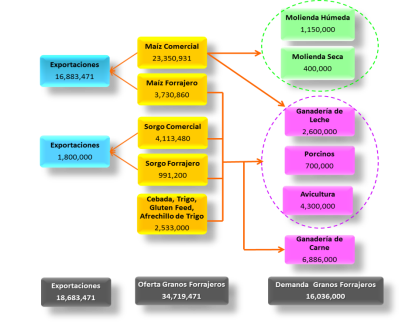 Exportaciones
16,883,471
Exportaciones
1,800,000
Maíz Comercial
23,350,931
Maíz Forrajero
3,730,860
Sorgo Comercial
4,113,480
Sorgo Forrajero
991,200
Cebada, Trigo,
Gluten Feed,
Afrechillo de Trigo
2,533,000
Molienda Húmeda
1,150,000
Molienda Seca
400,000
Ganadería de
Leche
2,600,000
Porcinos
700,000
Avicultura
4,300,000
Ganadería de
Carne
6,886,000
Exportaciones
18,683,471
Oferta Granos Forrajeros
34,719,471
Demanda Granos Forrajeros
16,036,000